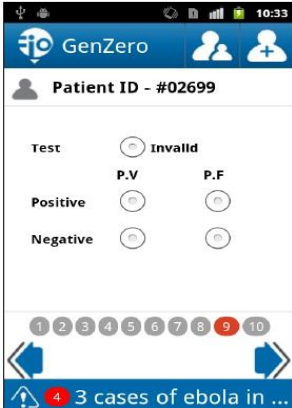 10:33
GenZero
Patient ID - #02699
Test Invalid
P.V P.F
Positive
Negative
1 2 3 4 5 6 7 8 9 10
4 3 cases of ebola in ...